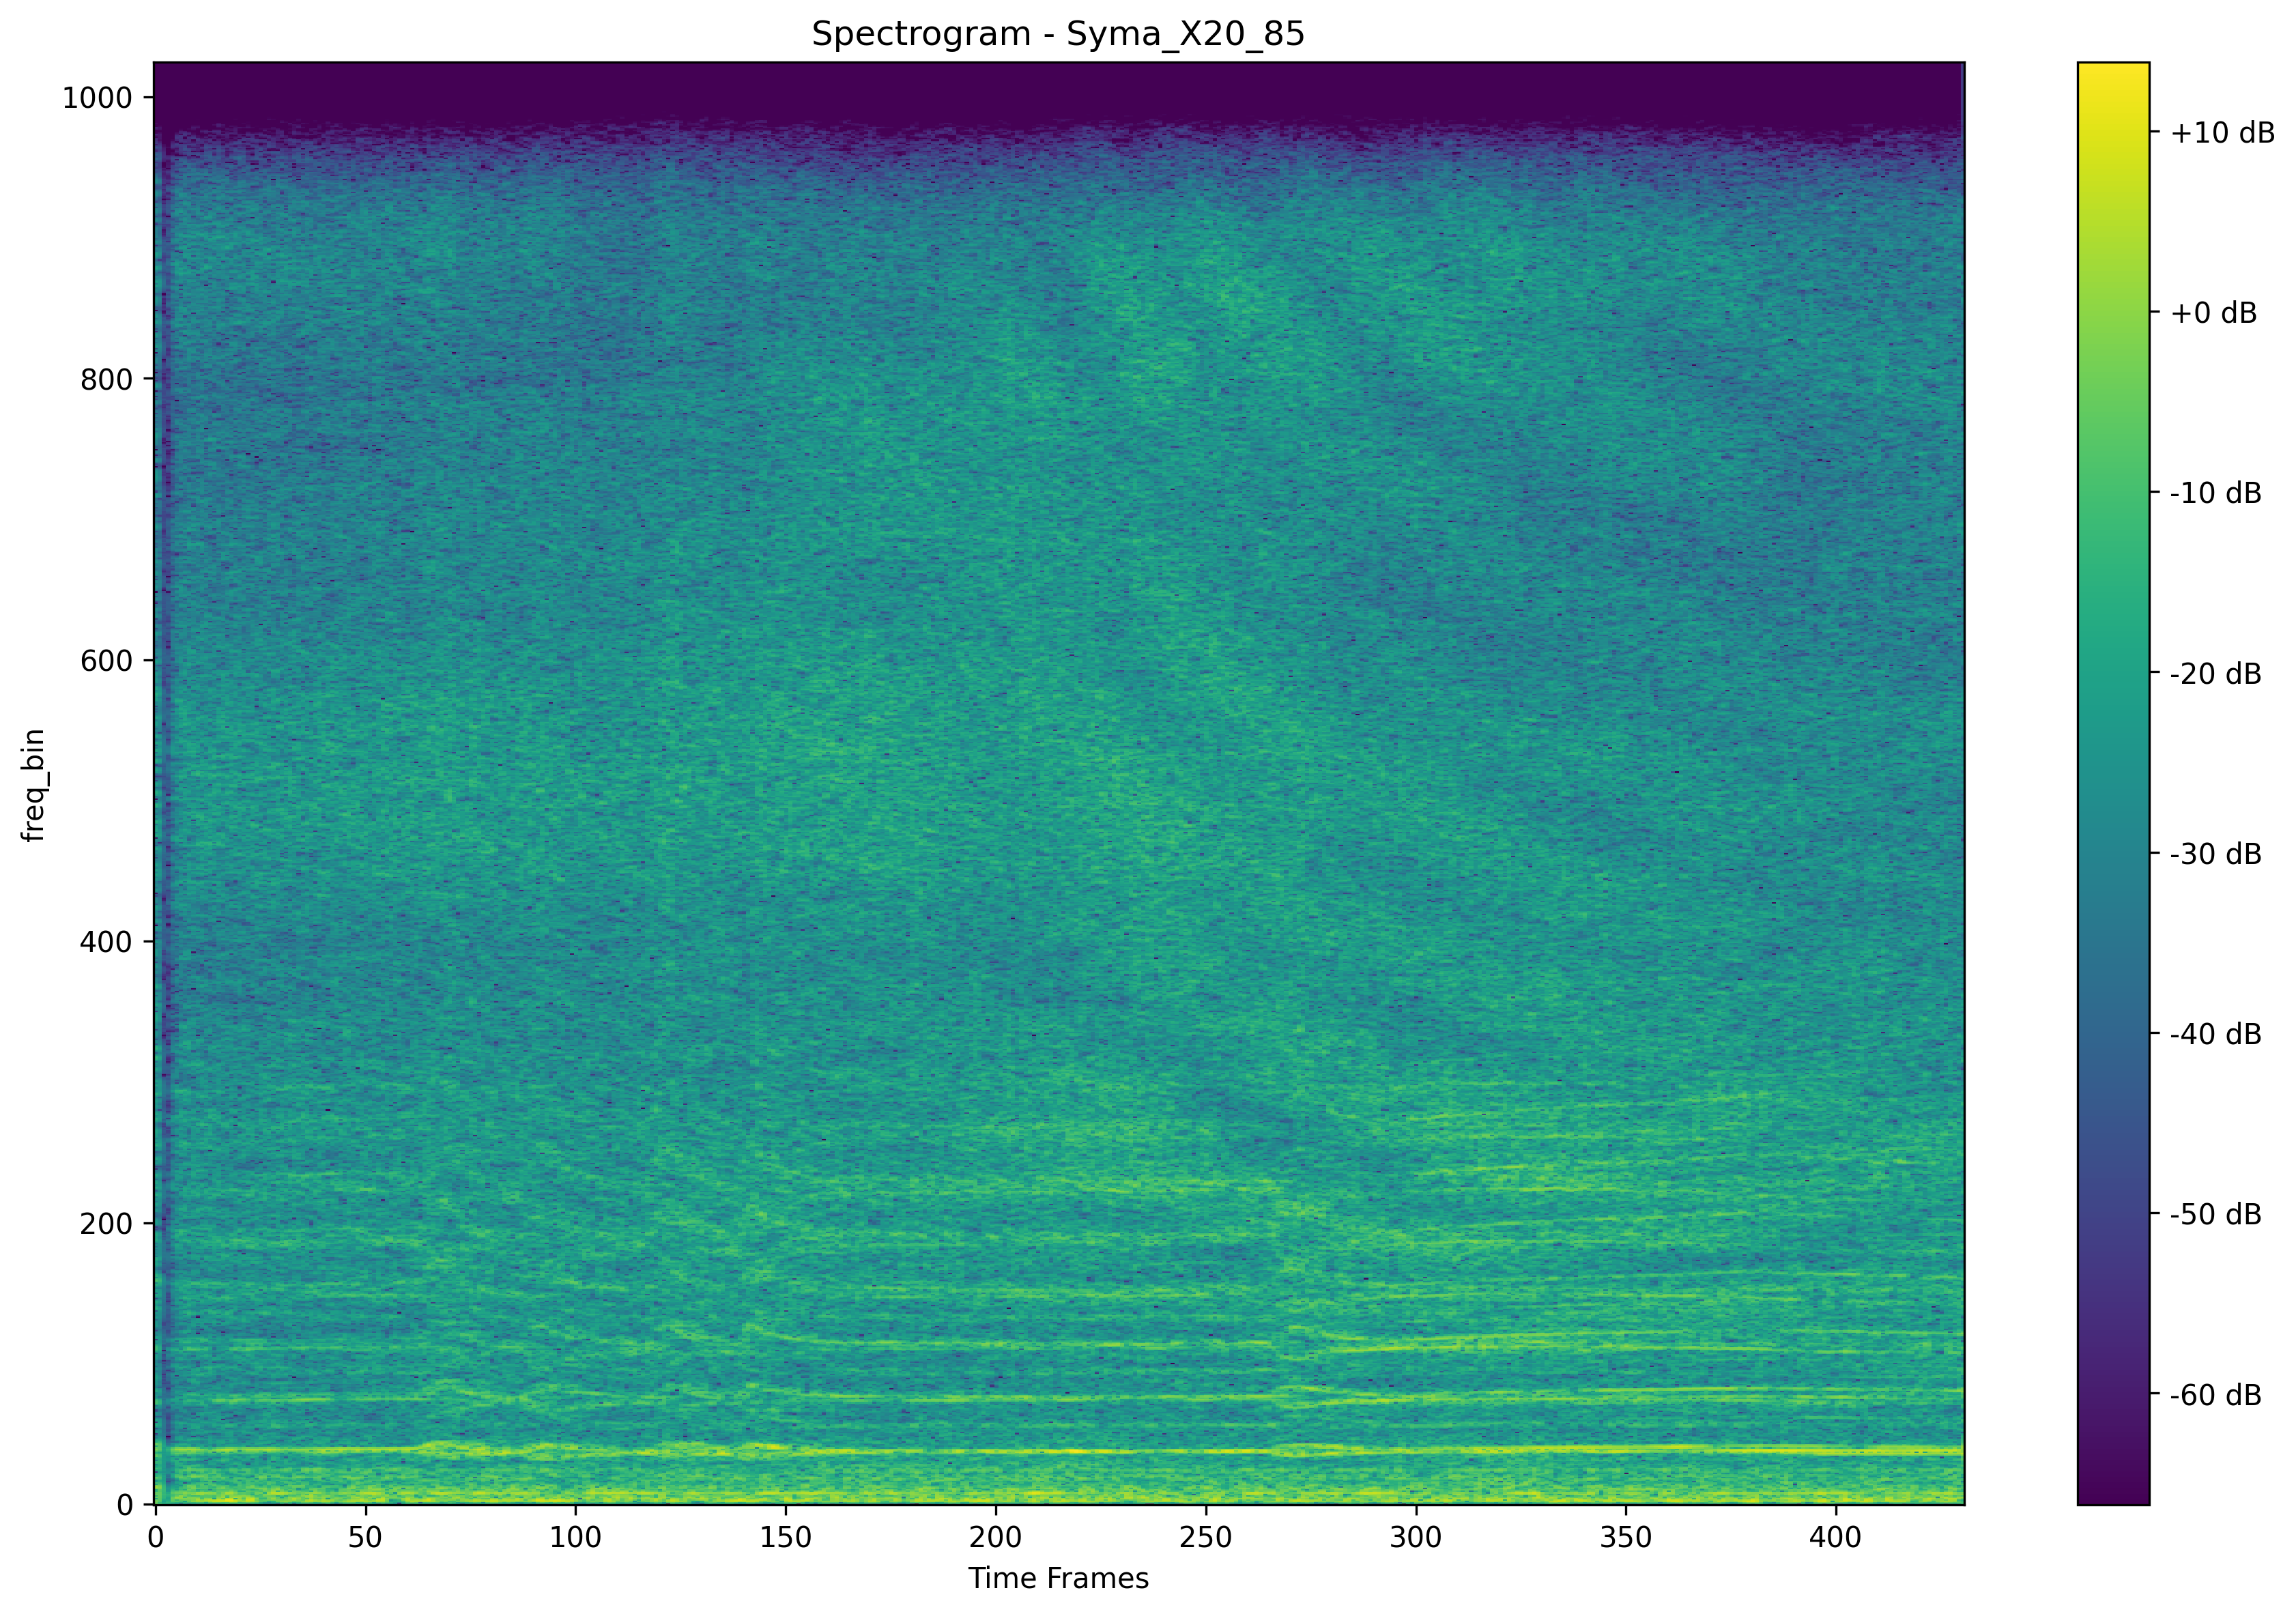 Spectrogram - Syma_X20_85
1000
800
600
400
200
0
freq_bin
0 50 100 150 200 250 300 350 400
Time Frames
+10 dB
+0 dB
-10 dB
-20 dB
-30 dB
-40 dB
-50 dB
-60 dB